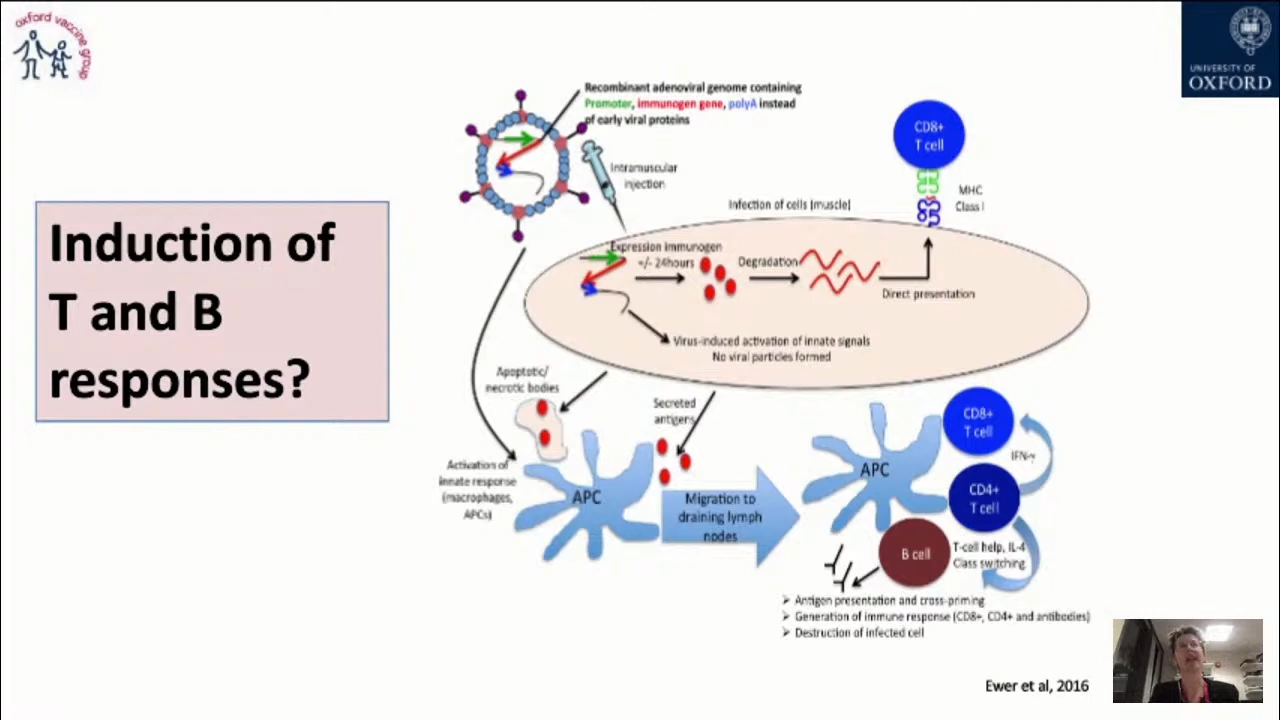 oxford vaccine group
UNIVERSITY OF
OXFORD
Induction of
T and B
responses?
Recombinant adenoviral genome containing
Promoter, immunogen gene, polyA instead
of early viral proteins
Intramuscular
injection
CD8+
T cell
MHC
Class I
Infection of cells (muscle)
Expression immunogen
+/- 24hours
Degradation
Direct presentation
Virus-induced activation of innate signals
No viral particles formed
Apoptotic/
necrotic bodies
Secreted
antigens
Activation of
innate response
(macrophages,
APCs)
APC
Migration to
draining lymph
nodes
APC
CD8+
T cell
IFN-γ
CD4+
T cell
B cell
T-cell help, IL-4
Class switching
➢ Antigen presentation and cross-priming
➢ Generation of immune response (CD8+, CD4+ and antibodies)
➢ Destruction of infected cell
Ewer et al, 2016